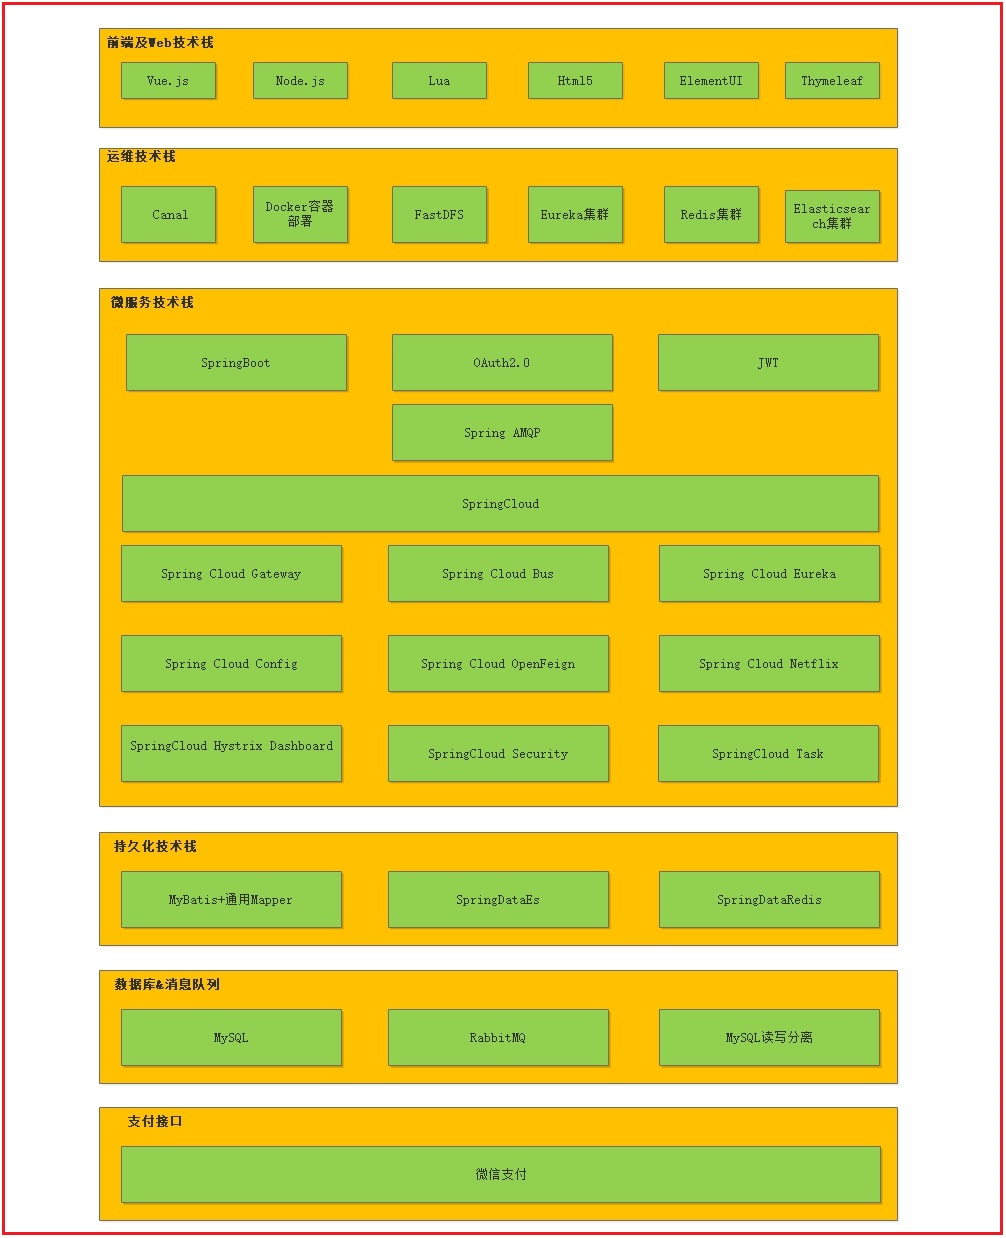 前端及Web技术栈
Vue.js
Node.js
Lua
Html5
ElementUI
Thymeleaf
运维技术栈
Canal
Docker容器
部署
FastDFS
Eureka集群
Redis集群
Elasticsear
ch集群
微服务技术栈
SpringBoot
OAuth2.0
JWT
Spring AMQP
SpringCloud
Spring Cloud Gateway
Spring Cloud Bus
Spring Cloud Eureka
Spring Cloud Config
Spring Cloud OpenFeign
Spring Cloud Netflix
SpringCloud Hystrix Dashboard
SpringCloud Security
SpringCloud Task
持久化技术栈
MyBatis+通用Mapper
SpringDataEs
SpringDataRedis
数据库&消息队列
MySQL
RabbitMQ
MySQL读写分离
支付接口
微信支付